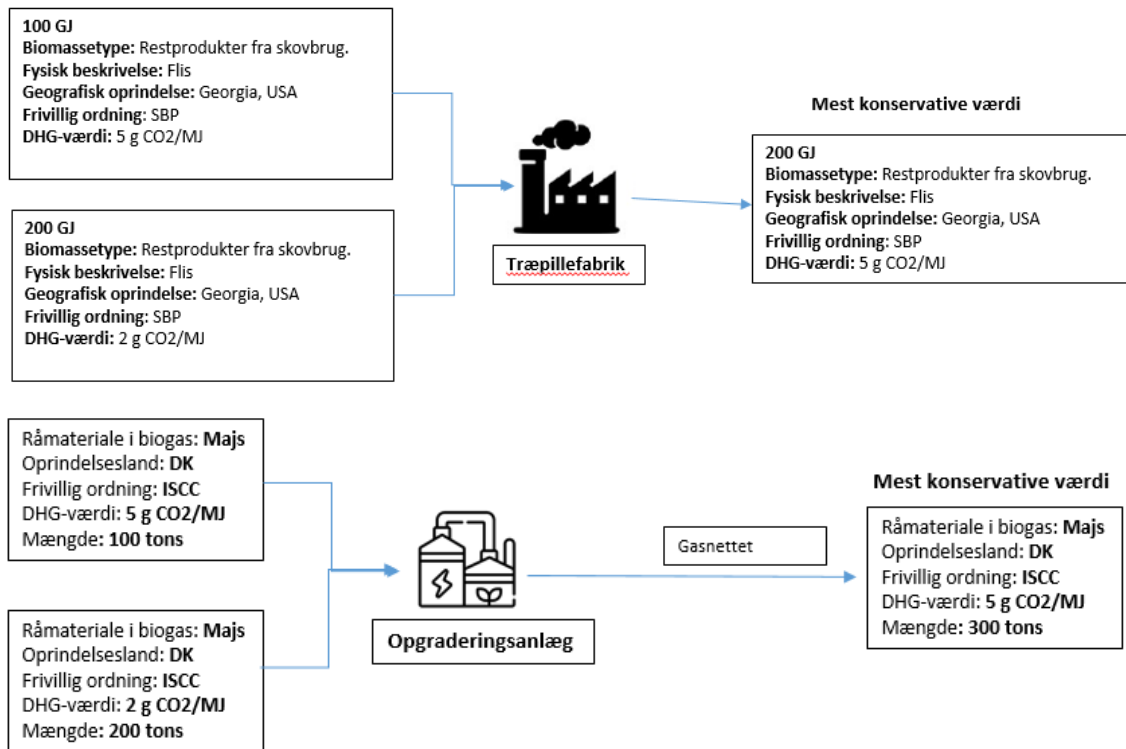 100 GJ
Biomassetype: Restprodukter fra skovbrug.
Fysisk beskrivelse: Flis
Geografisk oprindelse: Georgia, USA
Frivillig ordning: SBP
DHG-værdi: 5 g CO2/MJ
200 GJ
Biomassetype: Restprodukter fra skovbrug.
Fysisk beskrivelse: Flis
Geografisk oprindelse: Georgia, USA
Frivillig ordning: SBP
DHG-værdi: 2 g CO2/MJ
Træpillefabrik
Mest konservative værdi
200 GJ
Biomassetype: Restprodukter fra skovbrug.
Fysisk beskrivelse: Flis
Geografisk oprindelse: Georgia, USA
Frivillig ordning: SBP
DHG-værdi: 5 g CO2/MJ
Råmateriale i biogas: Majs
Oprindelsesland: DK
Frivillig ordning: ISCC
DHG-værdi: 5 g CO2/MJ
Mængde: 100 tons
Råmateriale i biogas: Majs
Oprindelsesland: DK
Frivillig ordning: ISCC
DHG-værdi: 2 g CO2/MJ
Mængde: 200 tons
Opgraderingsanlæg
Gasnettet
Mest konservative værdi
Råmateriale i biogas: Majs
Oprindelsesland: DK
Frivillig ordning: ISCC
DHG-værdi: 5 g CO2/MJ
Mængde: 300 tons